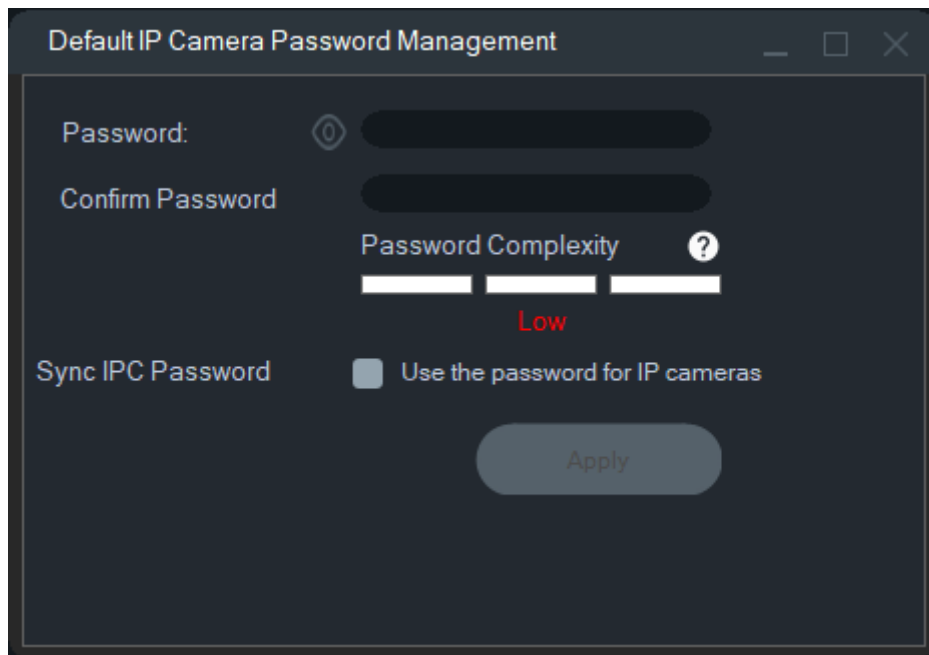 Default IP Camera Password Management
Password:
Confirm Password
Password Complexity ?
Low
Sync IPC Password Use the password for IP cameras
Apply